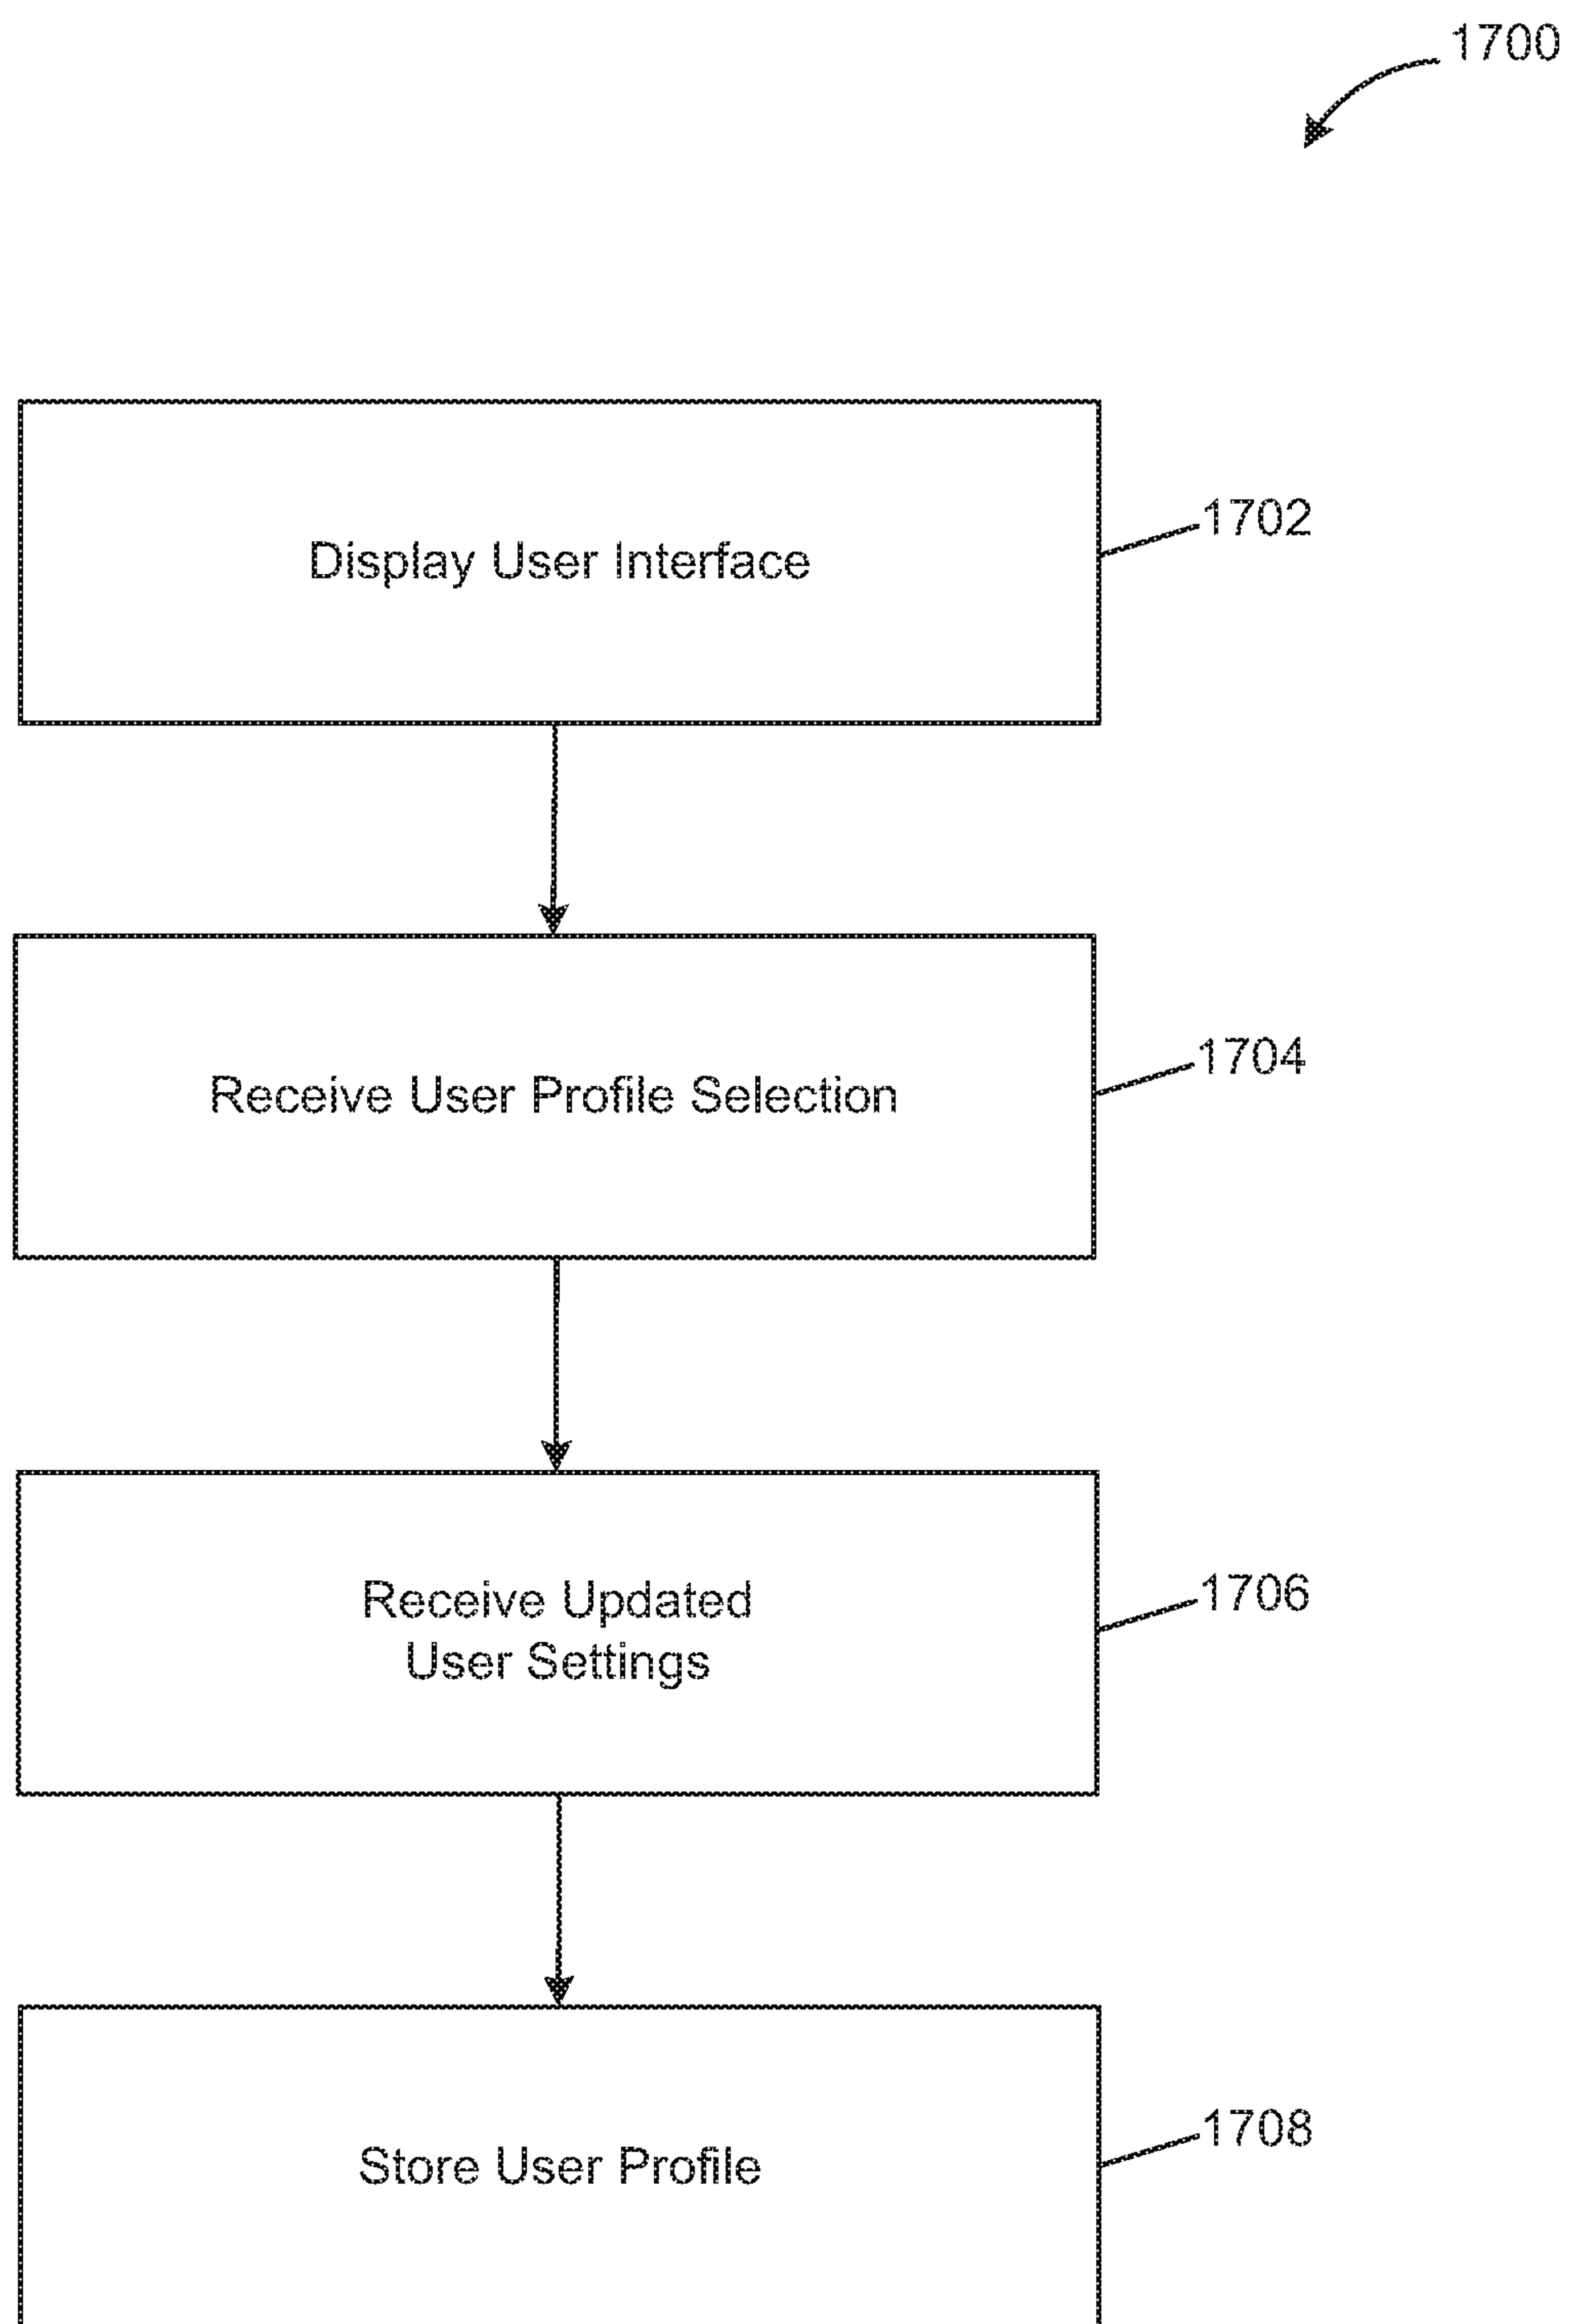 1700
Display User Interface
1702
Receive User Profile Selection
1704
Receive Updated
User Settings
1706
Store User Profile
1708